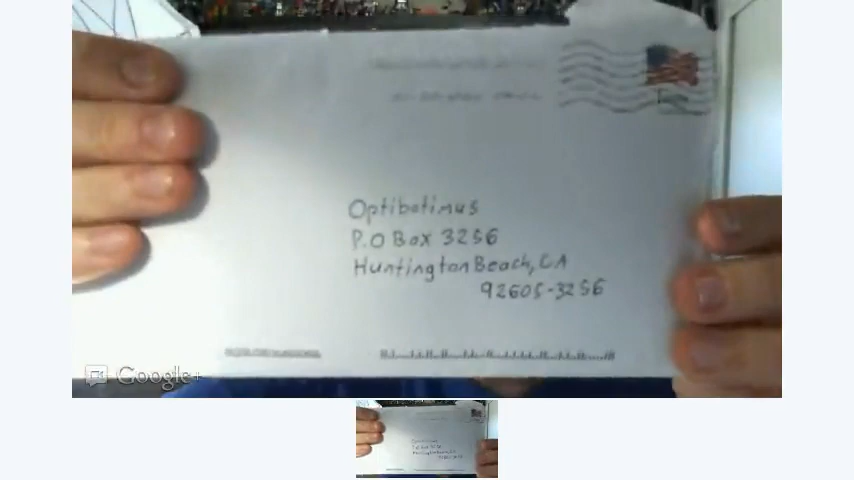 Optibotimus
P.O Box 3256
Huntington Beach, CA
92605-3256
Google+